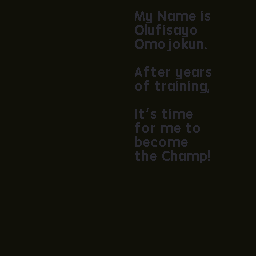 My Name is
Olufisayo
Omojokun.
After years
of training,
It's time
for me to
become
the Champ!